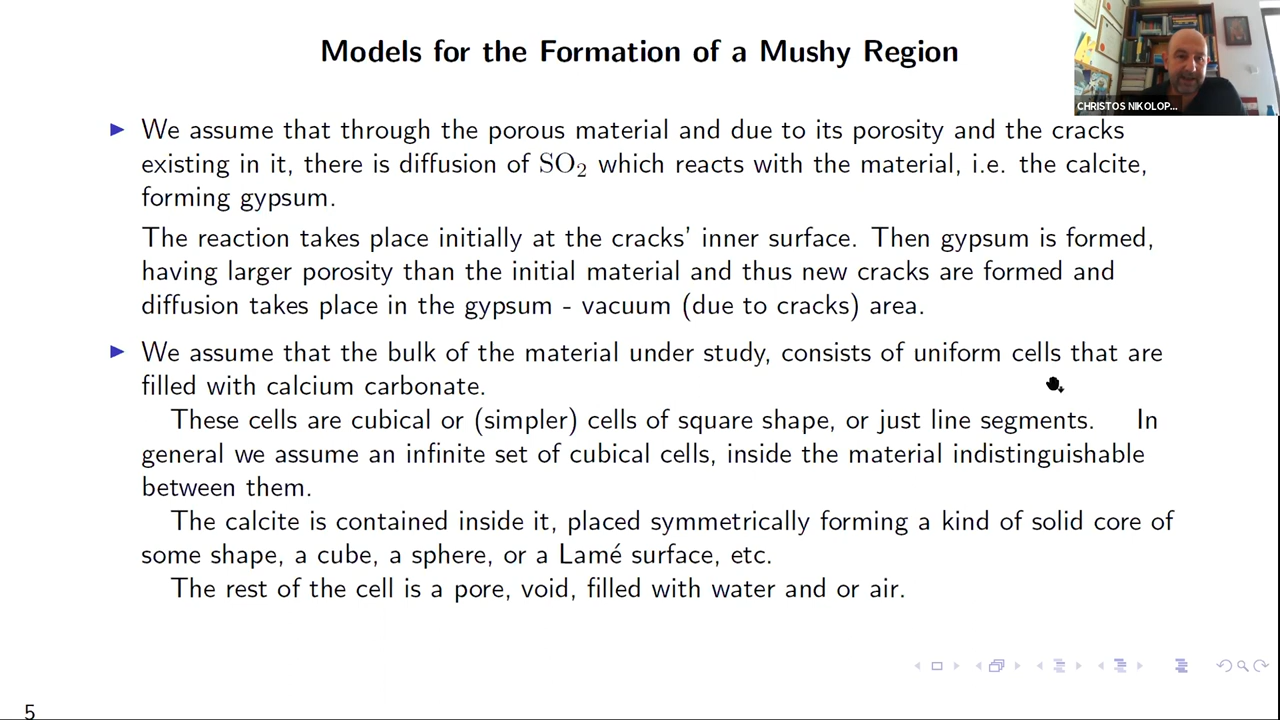 Models for the Formation of a Mushy Region
CHRISTOS NIKOLOP...
We assume that through the porous material and due to its porosity and the cracks
existing in it, there is diffusion of SO₂ which reacts with the material, i.e. the calcite,
forming gypsum.
The reaction takes place initially at the cracks' inner surface. Then gypsum is formed,
having larger porosity than the initial material and thus new cracks are formed and
diffusion takes place in the gypsum - vacuum (due to cracks) area.
We assume that the bulk of the material under study, consists of uniform cells that are
filled with calcium carbonate.
These cells are cubical or (simpler) cells of square shape, or just line segments. In
general we assume an infinite set of cubical cells, inside the material indistinguishable
between them.
The calcite is contained inside it, placed symmetrically forming a kind of solid core of
some shape, a cube, a sphere, or a Lamé surface, etc.
The rest of the cell is a pore, void, filled with water and or air.
5